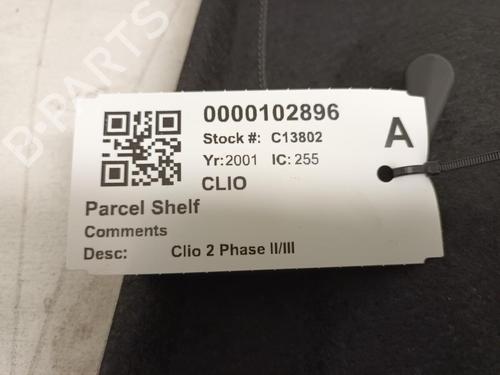 B-PARTS
0000102896
Stock #: C13802
A
Yr:2001 IC: 255
CLIO
Parcel Shelf
Comments
Desc: Clio 2 Phase II/III